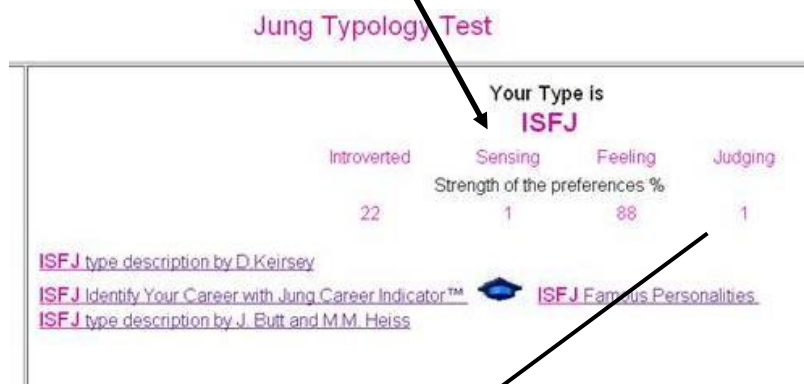 Jung Typology Test
Your Type is
ISFJ
Introverted Sensing Feeling Judging
Strength of the preferences %
22 1 88 1
ISFJ type description by D.Keirsey
ISFJ Identify Your Career with Jung Career Indicator™ ISFJ Famous Personalities
ISFJ type description by J. Butt and M.M. Heiss